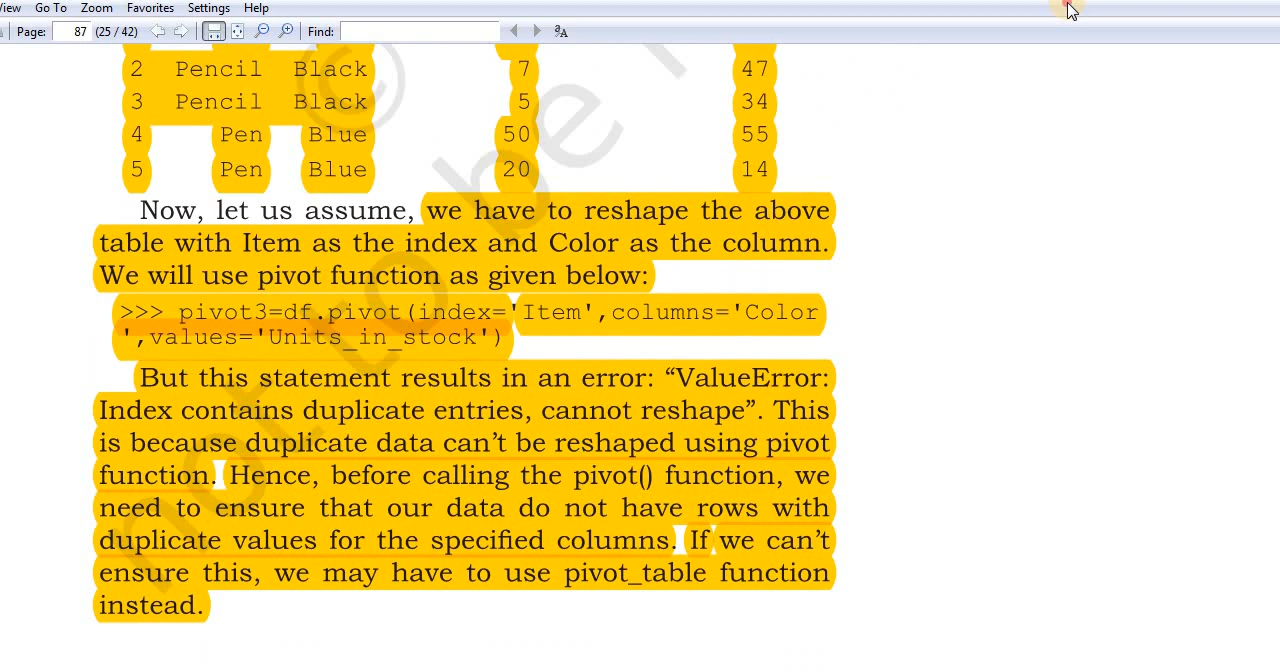 View Go To Zoom Favorites Settings Help
Page: 87 (25 / 42) Find:
2 Pencil Black 7 47
3 Pencil Black 5 34
4 Pen Blue 50 55
5 Pen Blue 20 14
Now, let us assume, we have to reshape the above
table with Item as the index and Color as the column.
We will use pivot function as given below:
>>> pivot3=df.pivot(index='Item',columns='Color
',values='Units_in_stock')
But this statement results in an error: “ValueError:
Index contains duplicate entries, cannot reshape”. This
is because duplicate data can’t be reshaped using pivot
function. Hence, before calling the pivot() function, we
need to ensure that our data do not have rows with
duplicate values for the specified columns. If we can’t
ensure this, we may have to use pivot_table function
instead.
not to be